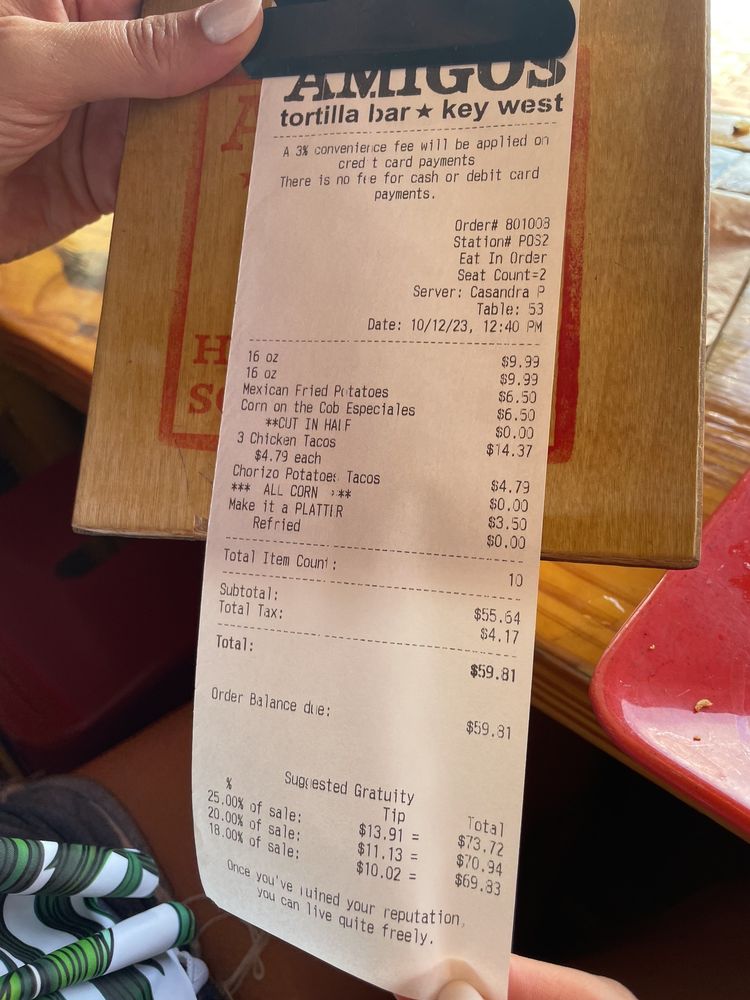 AMIGOS
tortilla bar ★ key west
A 3% convenience fee will be applied on
credit card payments
There is no fee for cash or debit card
payments.
Order# 801008
Station# POS2
Eat In Order
Seat Count=2
Server: Casandra P
Table: 53
Date: 10/12/23, 12:40 PM
16 oz $9.99
16 oz $9.99
Mexican Fried Potatoes $6.50
Corn on the Cob Especiales $6.50
**CUT IN HALF $0.00
3 Chicken Tacos $14.37
$4.79 each
Chorizo Potatoes Tacos $4.79
*** ALL CORN *** $0.00
Make it a PLATTER $3.50
Refried $0.00
Total Item Count: 10
Subtotal: $55.64
Total Tax: $4.17
Total: $59.81
Order Balance due: $59.81
Suggested Gratuity
% Tip Total
25.00% of sale: $13.91 = $73.72
20.00% of sale: $11.13 = $70.94
18.00% of sale: $10.02 = $69.83
Once you've ruined your reputation,
you can live quite freely.
A
H
SO